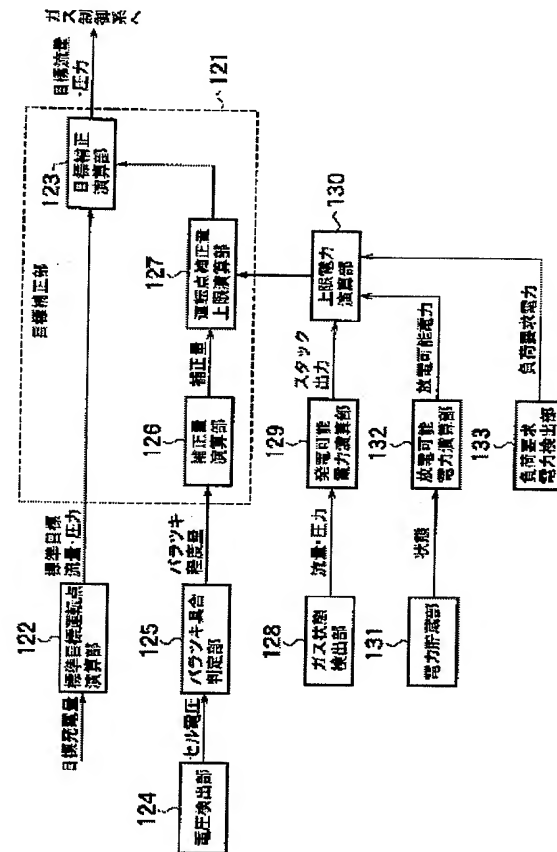 目標発電量
122
標準目標運転点
演算部
標準目標
流量・圧力
目標補正部
123
目標補正
演算部
目標流量
・圧力
ガス制御系へ
121
124
電圧検出部
セル電圧
125
バラツキ具合
判定部
バラツキ
程度量
126
補正量
演算部
補正量
127
運転点補正量
上限演算部
128
ガス状態
検出部
流量・圧力
129
発電可能
電力演算部
スタック
出力
130
上限電力
演算部
131
電力貯蔵部
状態
132
放電可能
電力演算部
放電可能電力
133
負荷要求
電力検出部
負荷要求電力